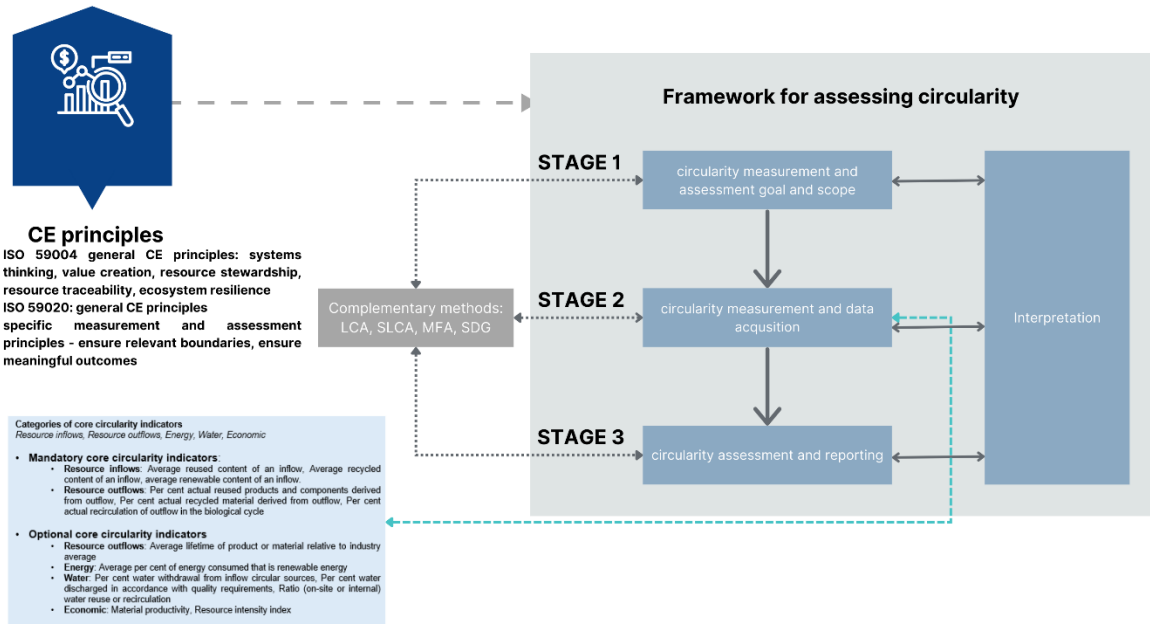 $
CE principles
ISO 59004 general CE principles: systems
thinking, value creation, resource stewardship,
resource traceability, ecosystem resilience
ISO 59020: general CE principles
specific measurement and assessment
principles - ensure relevant boundaries, ensure
meaningful outcomes
Framework for assessing circularity
STAGE 1
circularity measurement and
assessment goal and scope
Complementary methods:
LCA, SLCA, MFA, SDG
STAGE 2
circularity measurement and data
acqusition
Interpretation
STAGE 3
circularity assessment and reporting
Categories of core circularity indicators
Resource inflows, Resource outflows, Energy, Water, Economic
• Mandatory core circularity indicators:
• Resource inflows: Average reused content of an inflow, Average recycled
content of an inflow, average renewable content of an inflow.
• Resource outflows: Per cent actual reused products and components derived
from outflow, Per cent actual recycled material derived from outflow, Per cent
actual recirculation of outflow in the biological cycle
• Optional core circularity indicators
• Resource outflows: Average lifetime of product or material relative to industry
average
• Energy: Average per cent of energy consumed that is renewable energy
• Water: Per cent water withdrawal from inflow circular sources, Per cent water
discharged in accordance with quality requirements, Ratio (on-site or internal)
water reuse or recirculation
• Economic: Material productivity, Resource intensity index